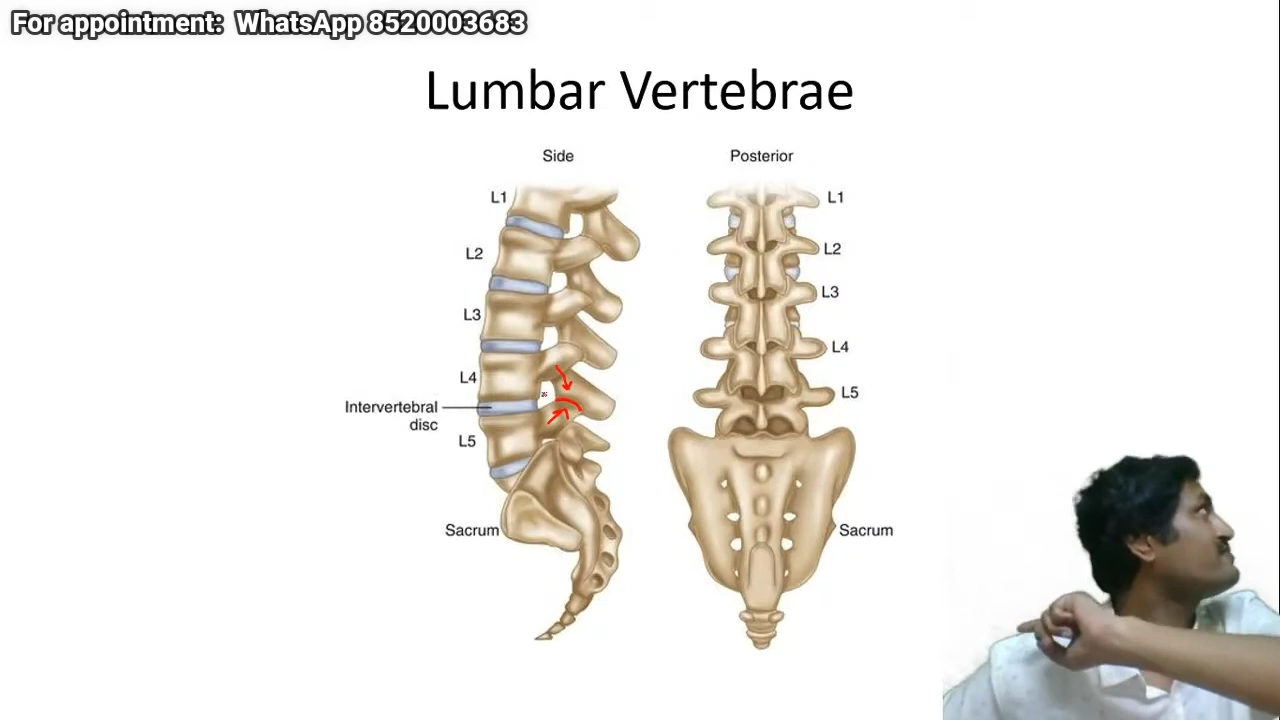 For appointment: WhatsApp 8520003683
Lumbar Vertebrae
Side
Posterior
L1
L2
L3
L4
Intervertebral
disc
L5
Sacrum
L1
L2
L3
L4
L5
Sacrum